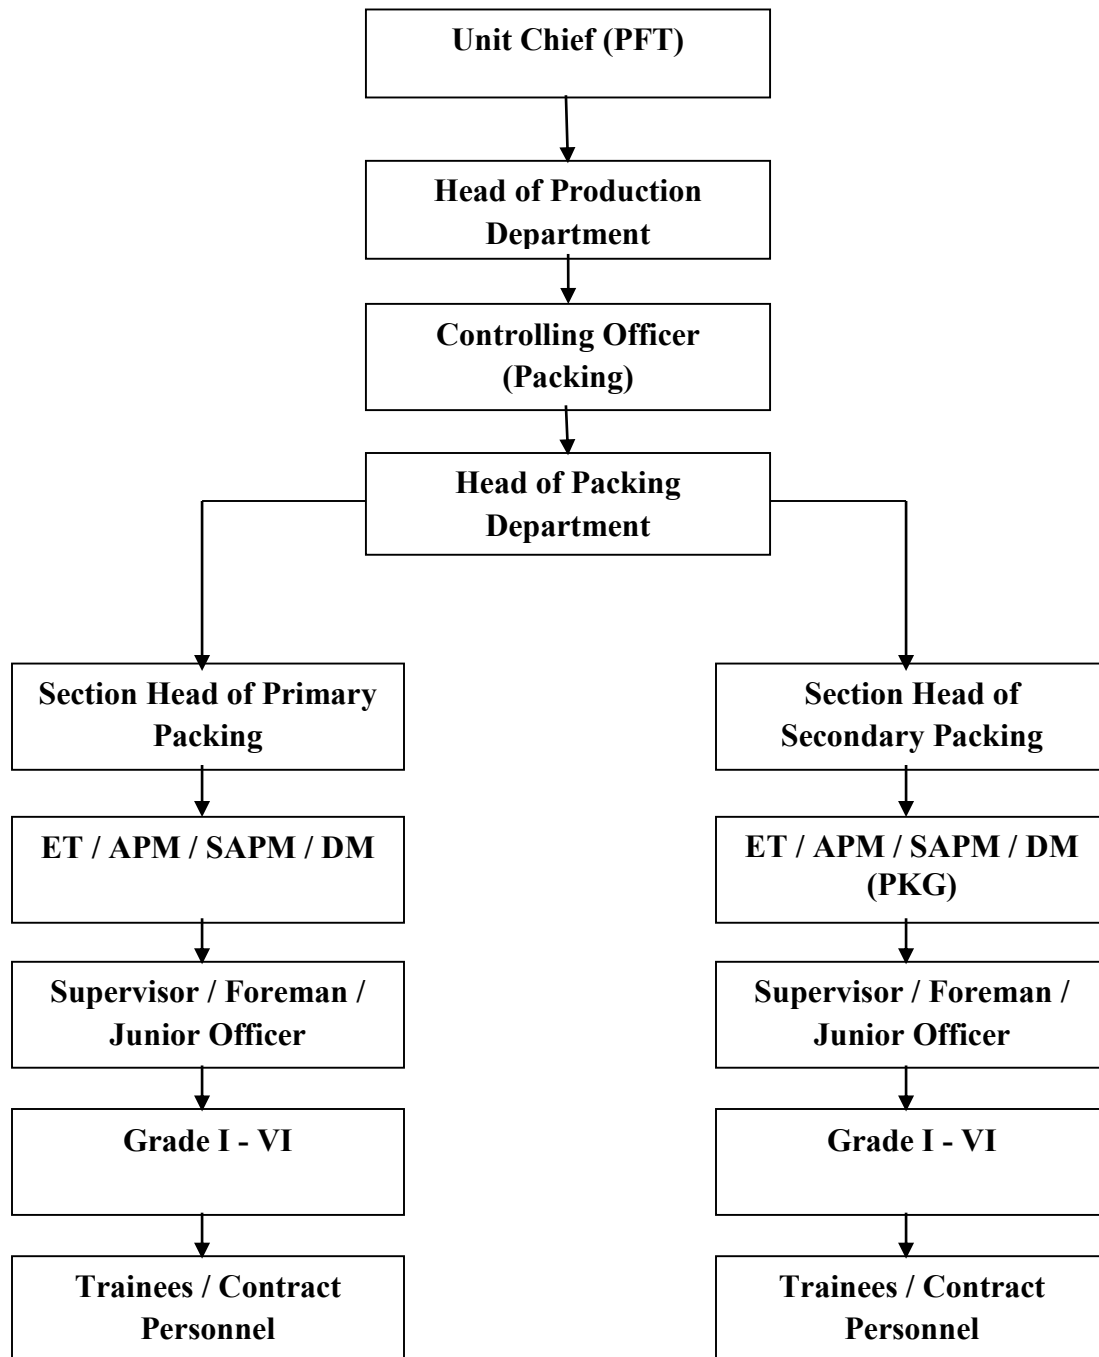 Unit Chief (PFT)
Head of Production
Department
Controlling Officer
(Packing)
Head of Packing
Department
Section Head of Primary
Packing
Section Head of
Secondary Packing
ET / APM / SAPM / DM
ET / APM / SAPM / DM
(PKG)
Supervisor / Foreman /
Junior Officer
Supervisor / Foreman /
Junior Officer
Grade I - VI
Grade I - VI
Trainees / Contract
Personnel
Trainees / Contract
Personnel